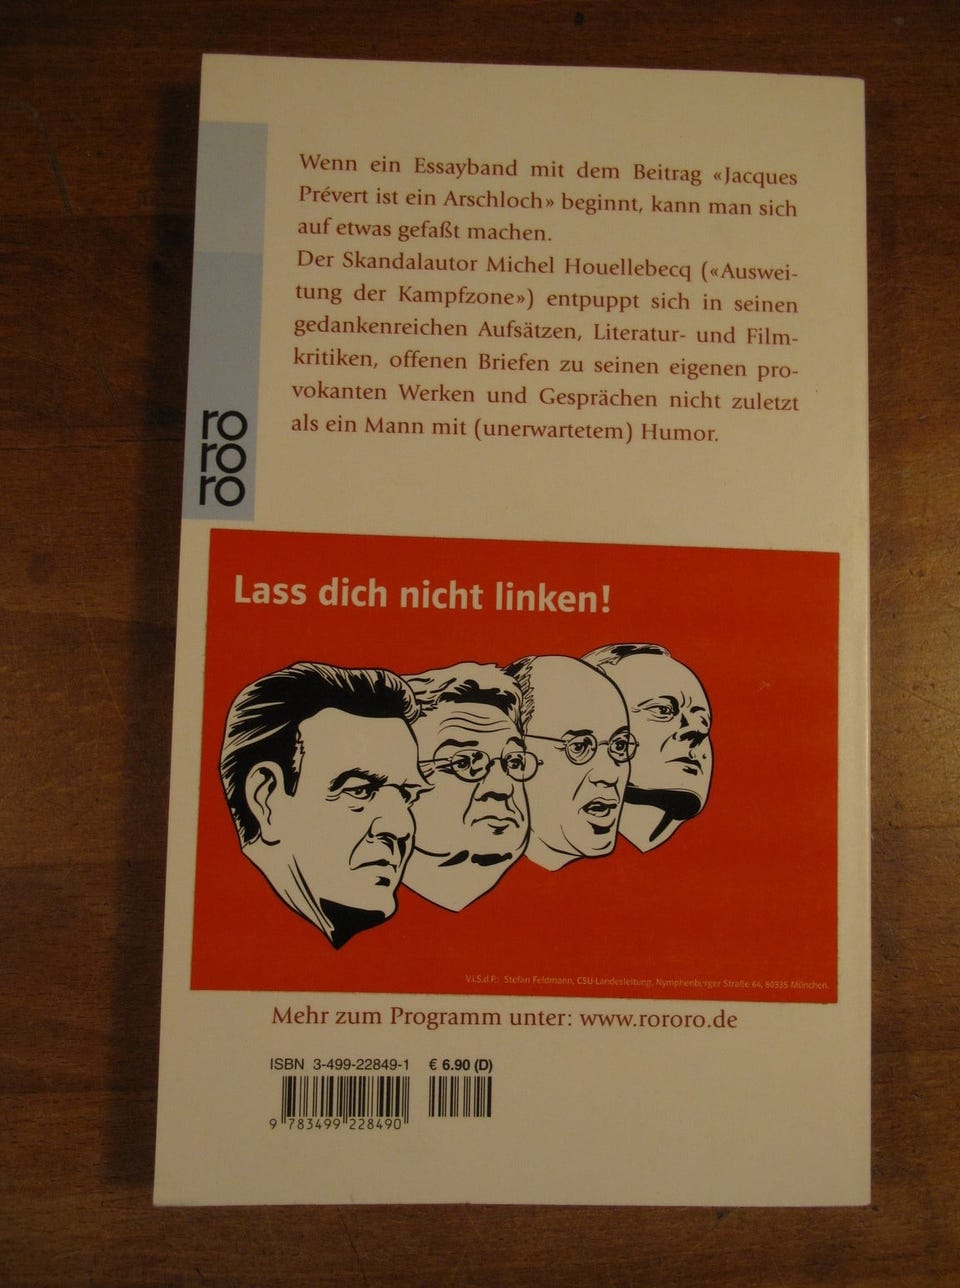 Wenn ein Essayband mit dem Beitrag «Jacques
Prévert ist ein Arschloch» beginnt, kann man sich
auf etwas gefaßt machen.
Der Skandalautor Michel Houellebecq («Auswei-
tung der Kampfzone») entpuppt sich in seinen
gedankenreichen Aufsätzen, Literatur- und Film-
kritiken, offenen Briefen zu seinen eigenen pro-
vokanten Werken und Gesprächen nicht zuletzt
als ein Mann mit (unerwartetem) Humor.
ro
ro
ro
Lass dich nicht linken!
V.i.S.d.P.: Stefan Feldmann, CSU-Landesleitung, Nymphenburger Straße 64, 80335 München.
Mehr zum Programm unter: www.rororo.de
ISBN 3-499-22849-1 € 6.90 (D)
9 783499 228490